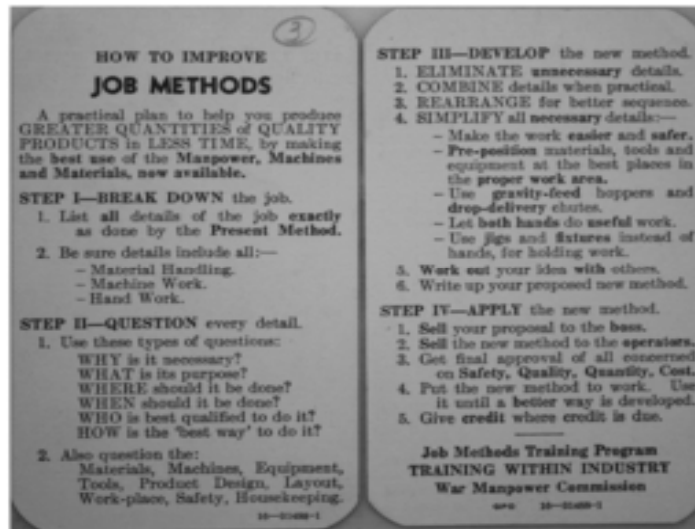 3
HOW TO IMPROVE
JOB METHODS
A practical plan to help you produce
GREATER QUANTITIES of QUALITY
PRODUCTS in LESS TIME, by making
the best use of the Manpower, Machines
and Materials, now available.
STEP I—BREAK DOWN the job.
1. List all details of the job exactly
as done by the Present Method.
2. Be sure details include all:—
– Material Handling.
– Machine Work.
– Hand Work.
STEP II—QUESTION every detail.
1. Use these types of questions:
WHY is it necessary?
WHAT is its purpose?
WHERE should it be done?
WHEN should it be done?
WHO is best qualified to do it?
HOW is the 'best way' to do it?
2. Also question the:
Materials, Machines, Equipment,
Tools, Product Design, Layout,
Work-place, Safety, Housekeeping.
STEP III—DEVELOP the new method.
1. ELIMINATE unnecessary details.
2. COMBINE details when practical.
3. REARRANGE for better sequence.
4. SIMPLIFY all necessary details:—
– Make the work easier and safer.
– Pre-position materials, tools and
equipment at the best places in
the proper work area.
– Use gravity-feed hoppers and
drop-delivery chutes.
– Let both hands do useful work.
– Use jigs and fixtures instead of
hands, for holding work.
5. Work out your idea with others.
6. Write up your proposed new method.
STEP IV—APPLY the new method.
1. Sell your proposal to the boss.
2. Sell the new method to the operators.
3. Get final approval of all concerned
on Safety, Quality, Quantity, Cost.
4. Put the new method to work. Use
it until a better way is developed.
5. Give credit where credit is due.
Job Methods Training Program
TRAINING WITHIN INDUSTRY
War Manpower Commission
GPO